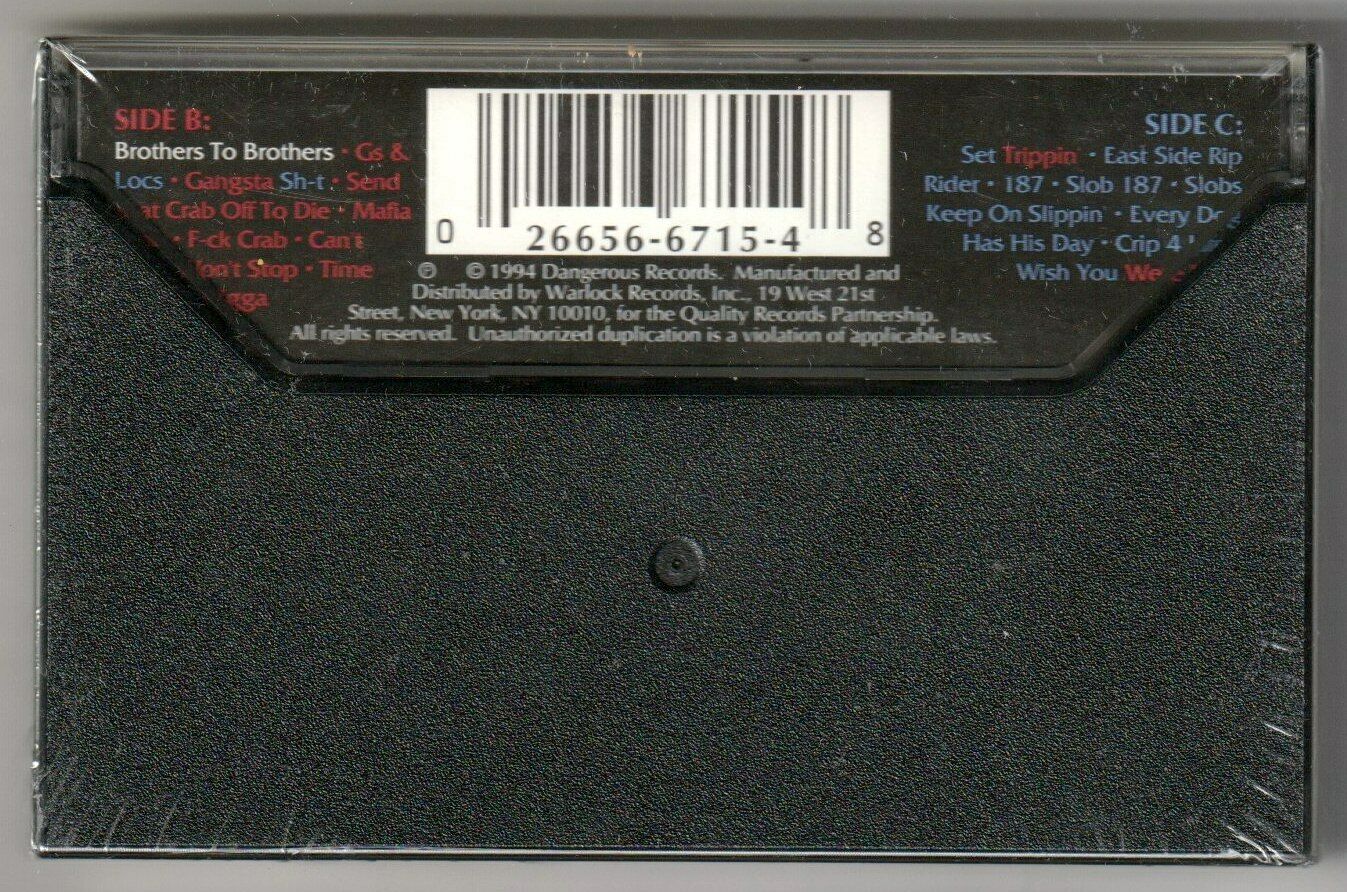 SIDE B:
Brothers To Brothers • Gs &
Locs • Gangsta Sh-t • Send
Crab Off To Die • Mafia
• F-ck Crab • Can't
Stop • Time
0 26656-6715-4 8
℗ © 1994 Dangerous Records. Manufactured and
Distributed by Warlock Records, Inc., 19 West 21st
Street, New York, NY 10010, for the Quality Records Partnership.
All rights reserved. Unauthorized duplication is a violation of applicable laws.
SIDE C:
Set Trippin • East Side Rip
Rider • 187 • Slob 187 • Slobs
Keep On Slippin' • Every
Has His Day • Crip 4
Wish You